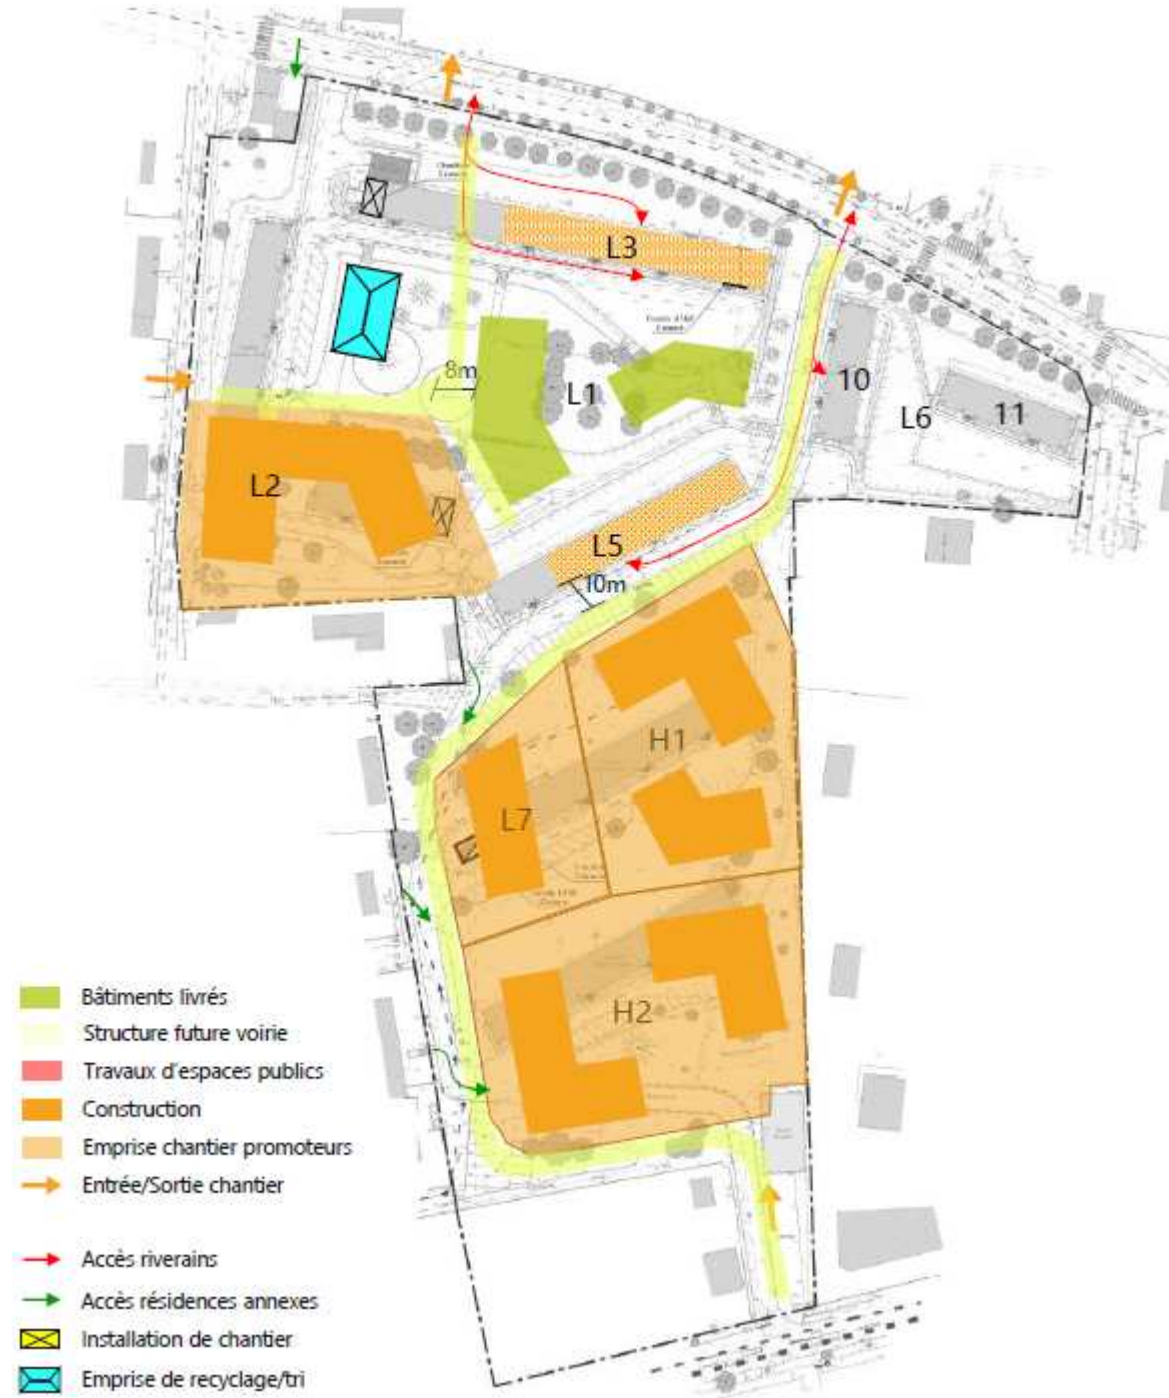 L3
8m
L1
10
L6
11
L2
L5
10m
H1
L7
H2
Bâtiments livrés
Structure future voirie
Travaux d'espaces publics
Construction
Emprise chantier promoteurs
Entrée/Sortie chantier
Accès riverains
Accès résidences annexes
Installation de chantier
Emprise de recyclage/tri